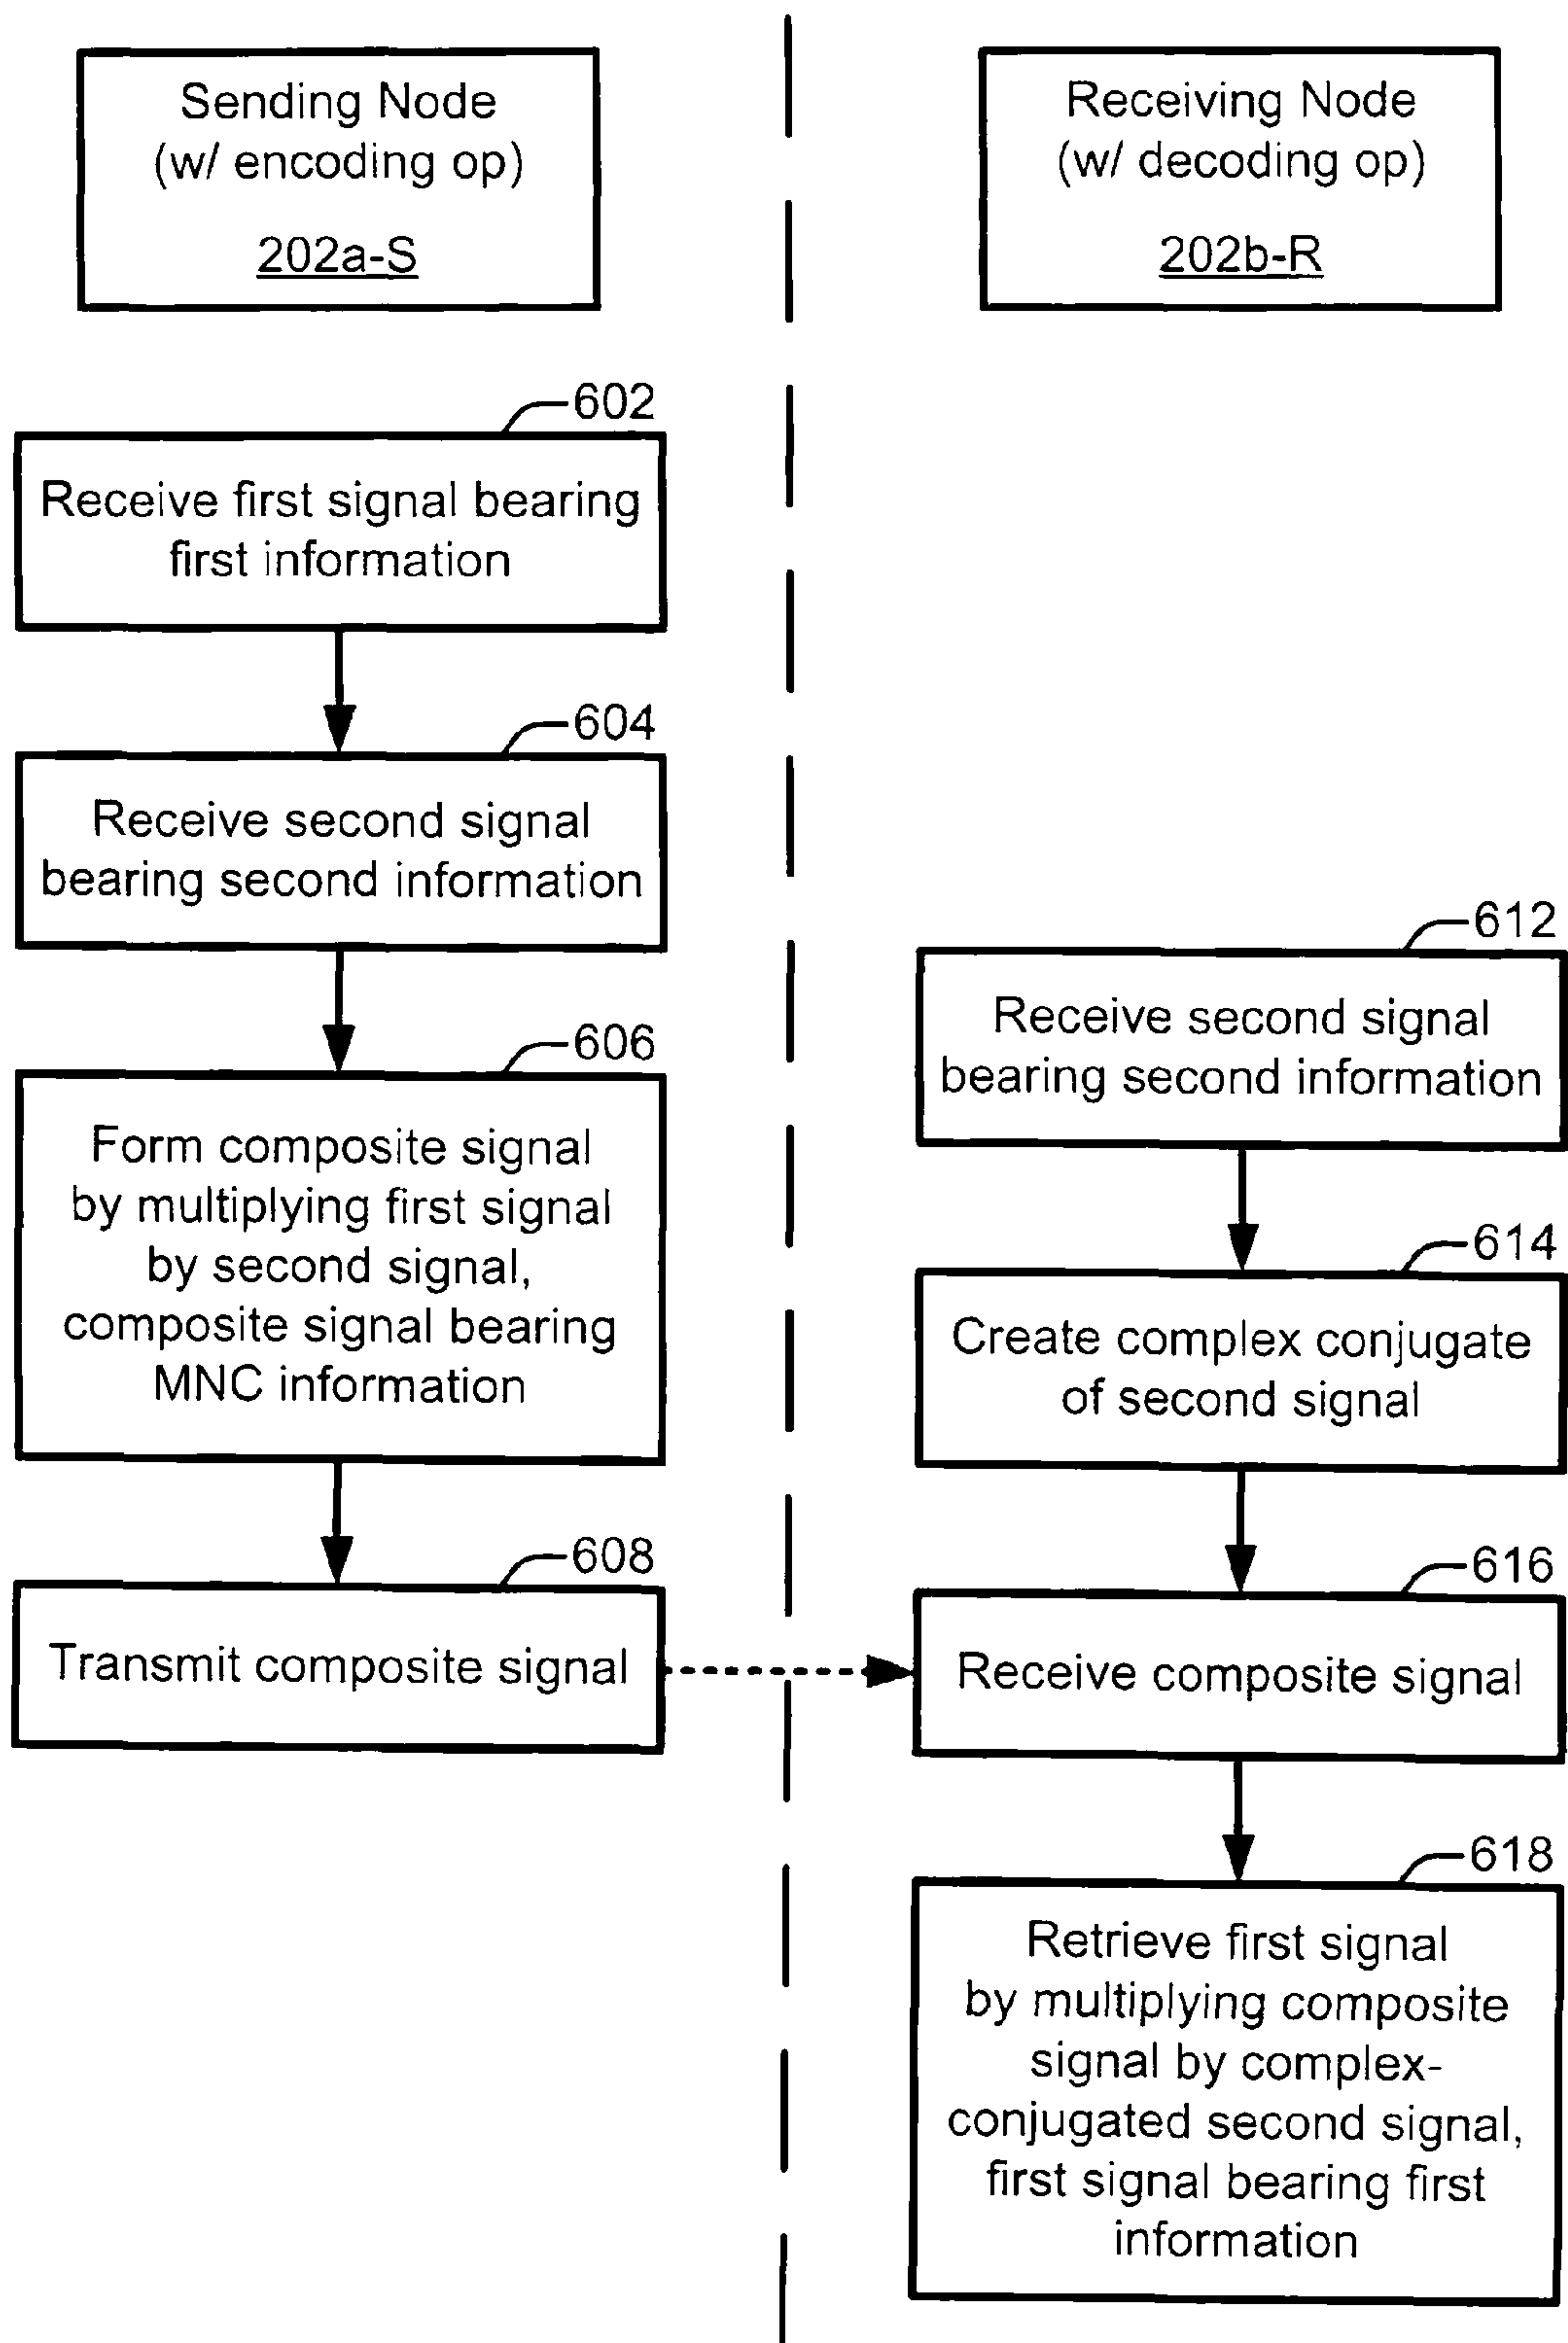 Sending Node
(w/ encoding op)
202a-S
602
Receive first signal bearing
first information
604
Receive second signal
bearing second information
606
Form composite signal
by multiplying first signal
by second signal,
composite signal bearing
MNC information
608
Transmit composite signal
Receiving Node
(w/ decoding op)
202b-R
612
Receive second signal
bearing second information
614
Create complex conjugate
of second signal
616
Receive composite signal
618
Retrieve first signal
by multiplying composite
signal by complex-
conjugated second signal,
first signal bearing first
information